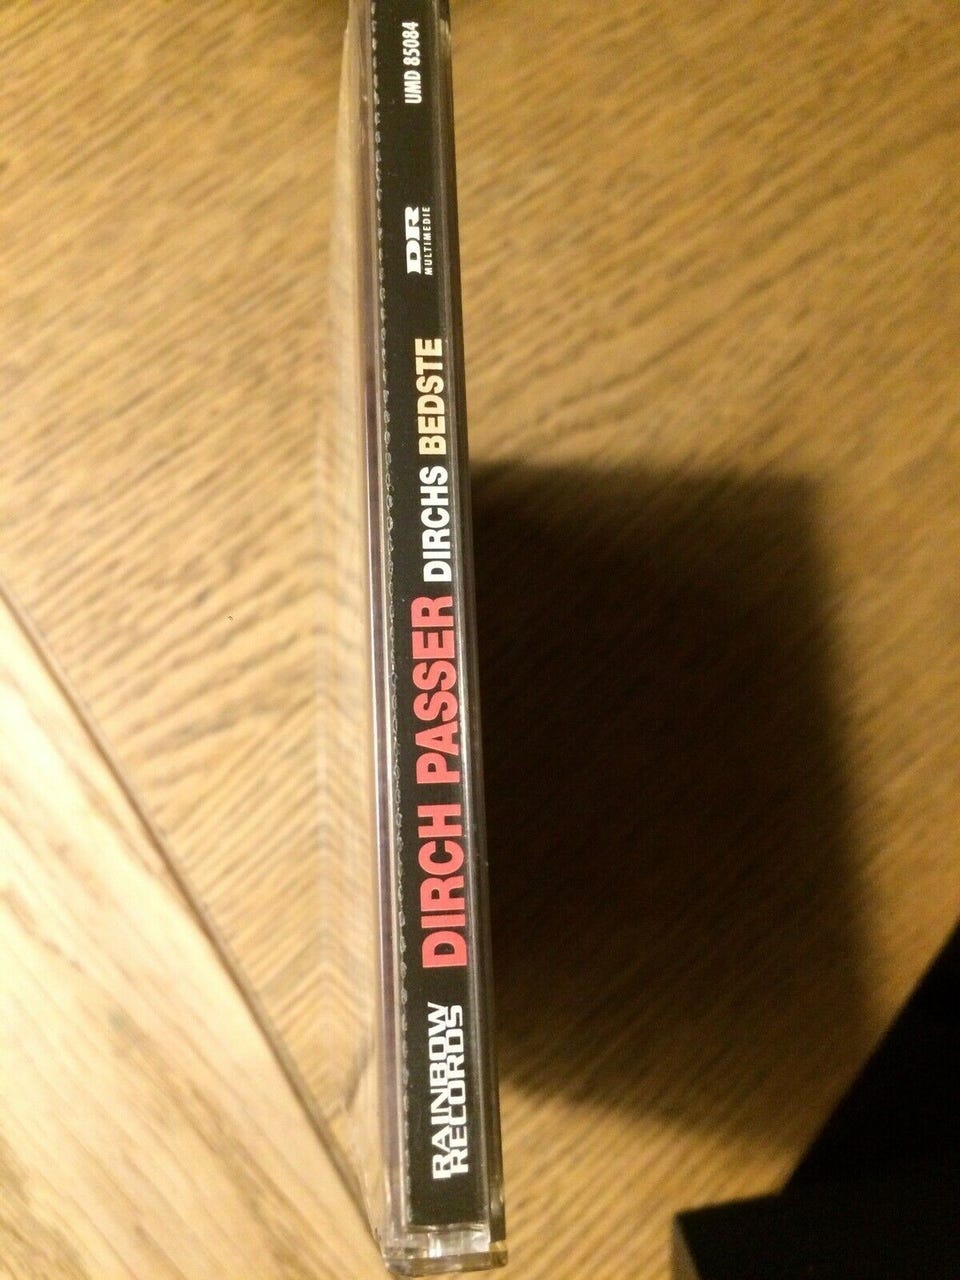 RAINBOW
RECORDS
DIRCH PASSER DIRCHS BEDSTE
DR
MULTIMEDIE
UMD 85084